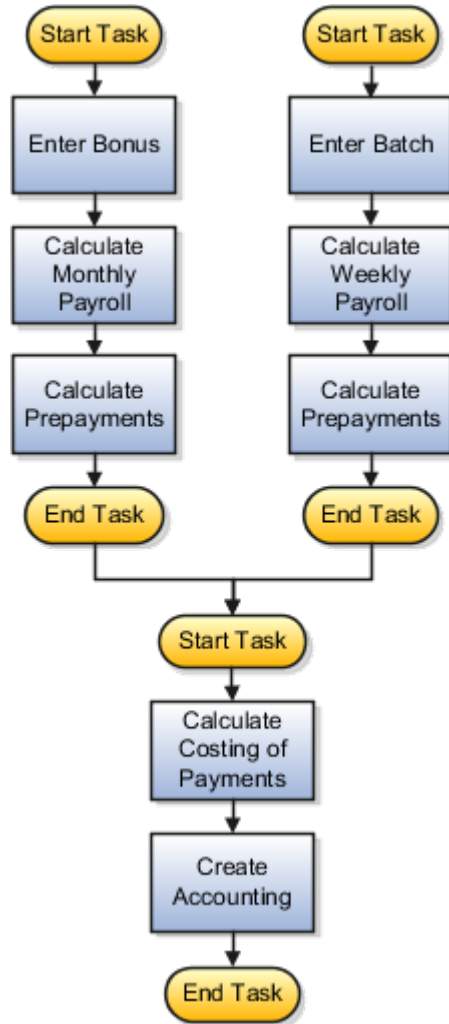 Start Task
Enter Bonus
Calculate
Monthly
Payroll
Calculate
Prepayments
End Task
Start Task
Enter Batch
Calculate
Weekly
Payroll
Calculate
Prepayments
End Task
Start Task
Calculate
Costing of
Payments
Create
Accounting
End Task